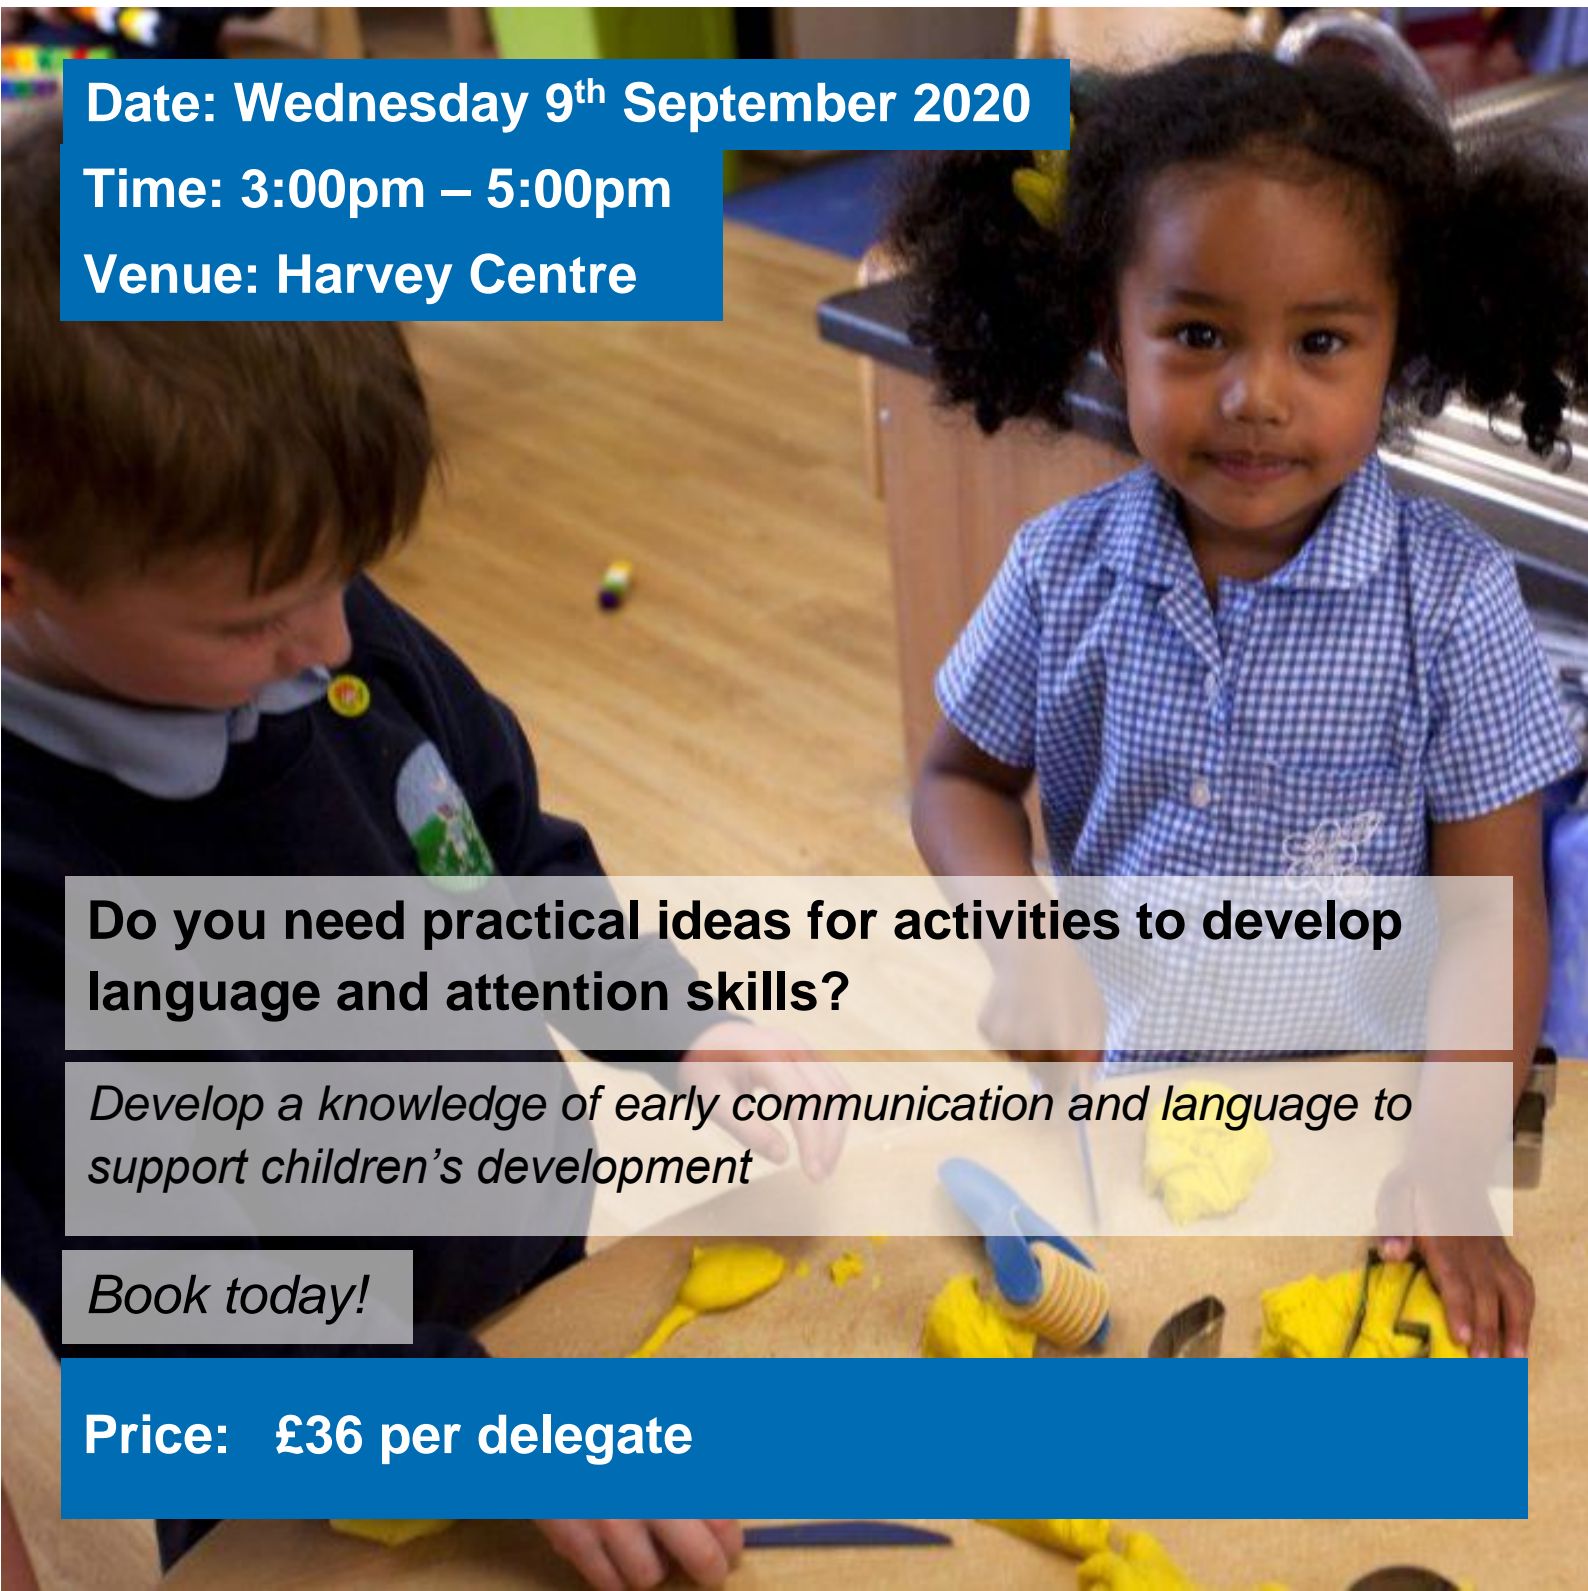 Date: Wednesday 9th September 2020
Time: 3:00pm – 5:00pm
Venue: Harvey Centre
Do you need practical ideas for activities to develop
language and attention skills?
Develop a knowledge of early communication and language to
support children’s development
Book today!
Price: £36 per delegate